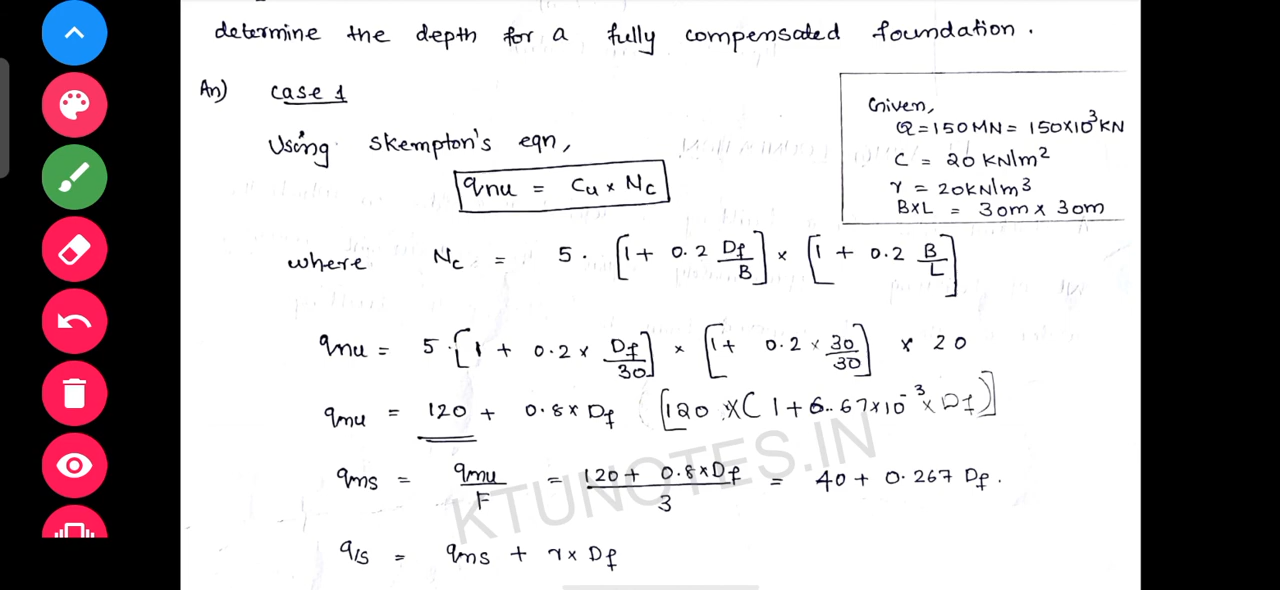 determine the depth for a fully compensated foundation.
An) Case 1
Given,
Q = 150 MN = 150×10³ KN
C = 20 kN/m²
γ = 20kN/m³
B×L = 30m × 30m
Using Skempton's eqn,
qnu = Cu × Nc
where Nc = 5 . [1 + 0.2 Df/B] × [1 + 0.2 B/L]
qnu = 5 . [1 + 0.2 × Df/30] × [1 + 0.2 × 30/30] × 20
qnu = 120 + 0.8 × Df [120 × (1 + 6.67×10⁻³ × Df)]
qns = qnu/F = 120 + 0.8×Df/3 = 40 + 0.267 Df.
qs = qns + γ × Df
KTUNOTES.IN